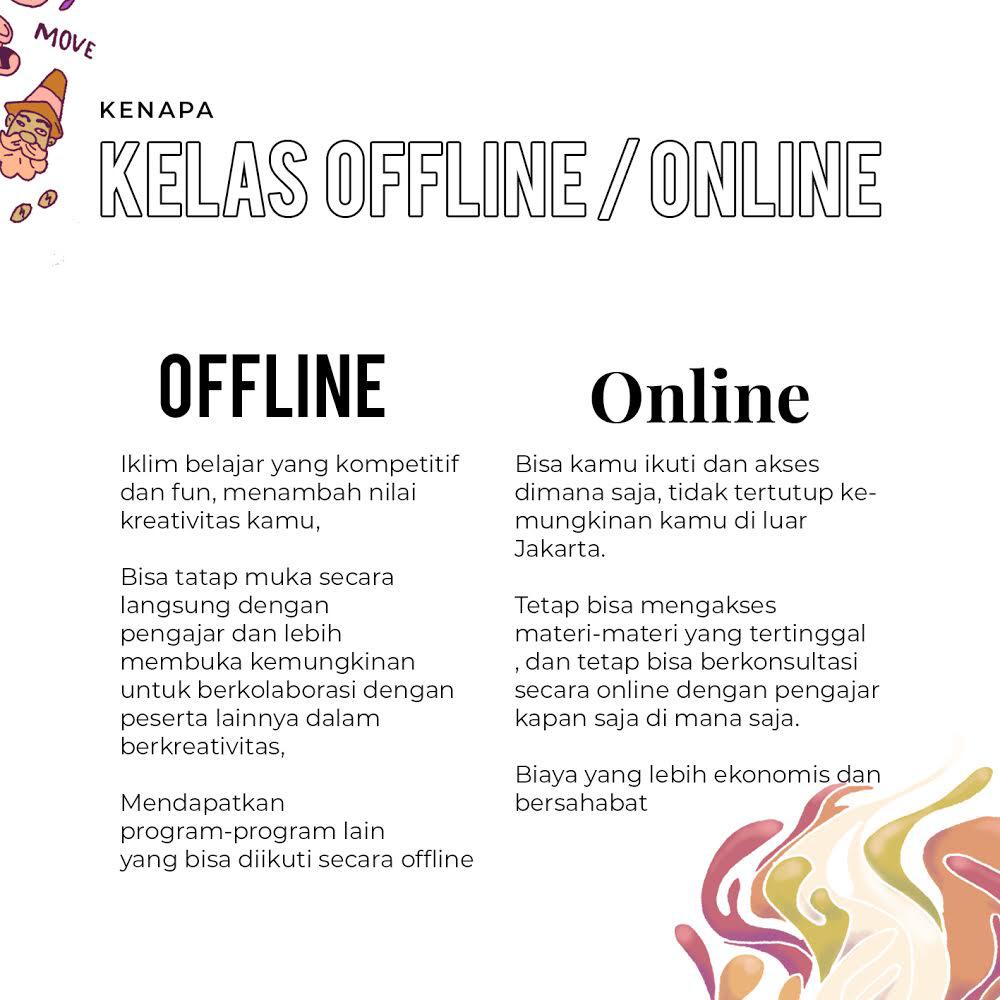 MOVE
KENAPA
KELAS OFFLINE / ONLINE
OFFLINE
Iklim belajar yang kompetitif
dan fun, menambah nilai
kreativitas kamu,
Bisa tatap muka secara
langsung dengan
pengajar dan lebih
membuka kemungkinan
untuk berkolaborasi dengan
peserta lainnya dalam
berkreativitas,
Mendapatkan
program-program lain
yang bisa diikuti secara offline
Online
Bisa kamu ikuti dan akses
dimana saja, tidak tertutup ke-
mungkinan kamu di luar
Jakarta.
Tetap bisa mengakses
materi-materi yang tertinggal
, dan tetap bisa berkonsultasi
secara online dengan pengajar
kapan saja di mana saja.
Biaya yang lebih ekonomis dan
bersahabat